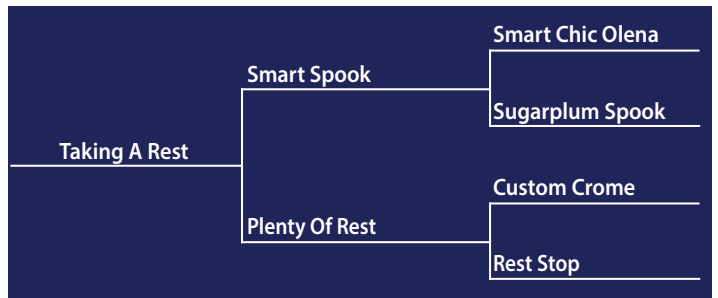 Smart Chic Olena
Smart Spook
Sugarplum Spook
Taking A Rest
Custom Crome
Plenty Of Rest
Rest Stop